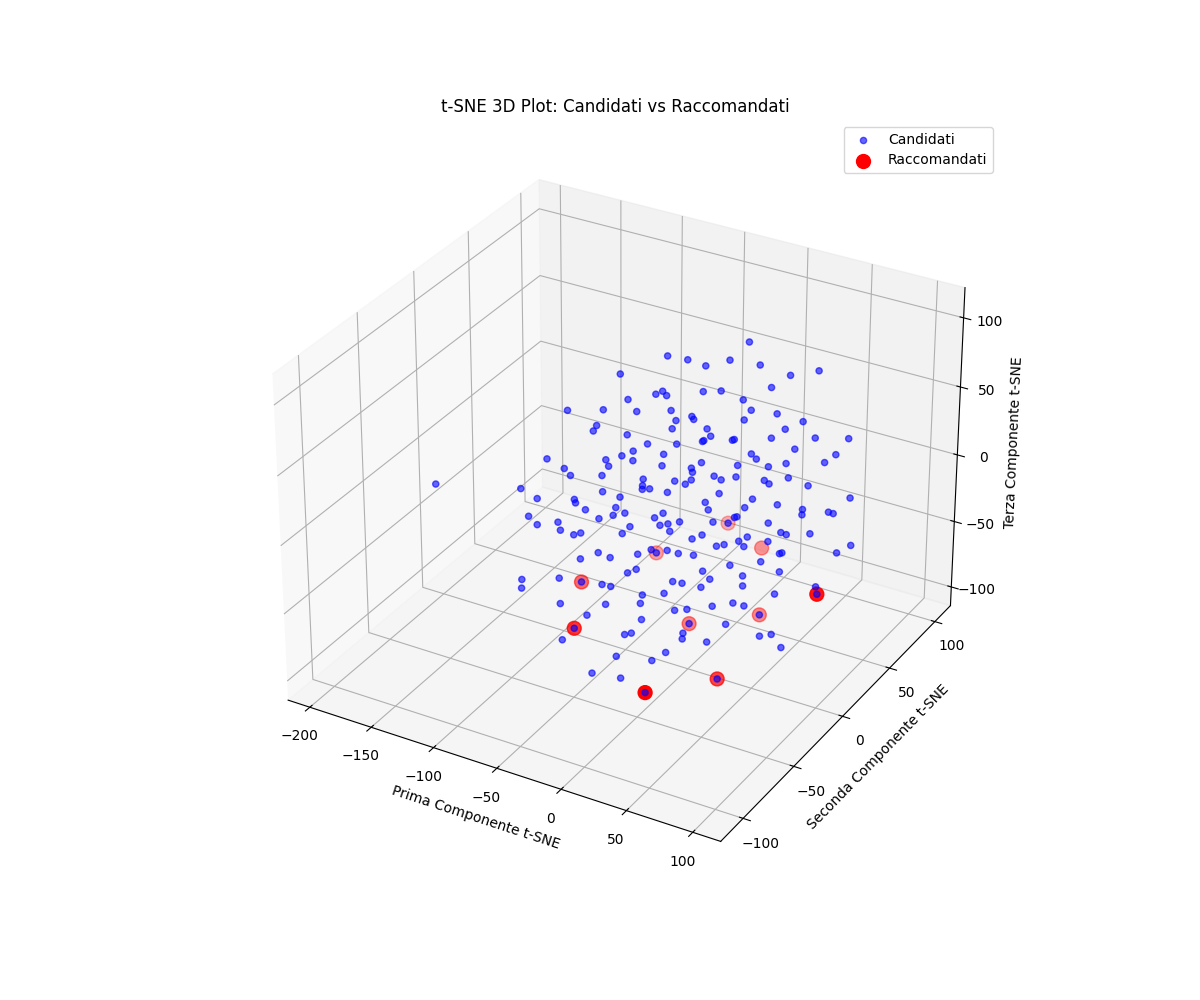 t-SNE 3D Plot: Candidati vs Raccomandati
Candidati
Raccomandati
100
50
0
−50
−100
Terza Componente t-SNE
−200
−150
−100
−50
0
50
100
Prima Componente t-SNE
−100
−50
0
50
100
Seconda Componente t-SNE